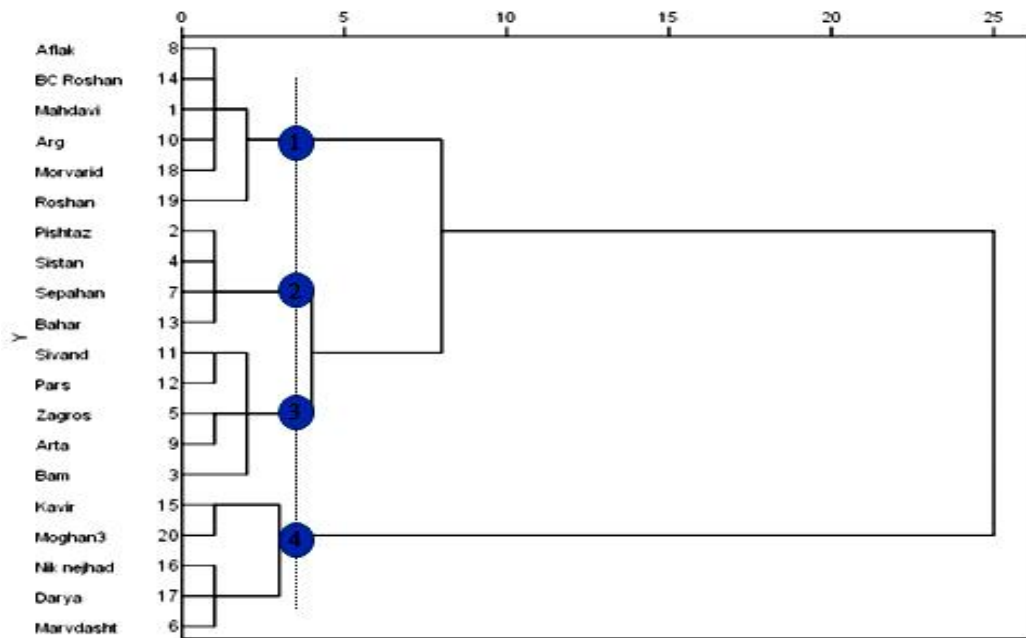 0 5 10 15 20 25
Aflak 8
BC Roshan 14
Mahdavi 1
Arg 10
1
Morvarid 18
Roshan 19
Pishtaz 2
Sistan 4
Sepahan 7
2
Bahar 13
Y
Sivand 11
Pars 12
Zagros 5
3
Arta 9
Bam 3
Kavir 15
Moghan3 20
4
Nik nejhad 16
Darya 17
Marvdasht 6